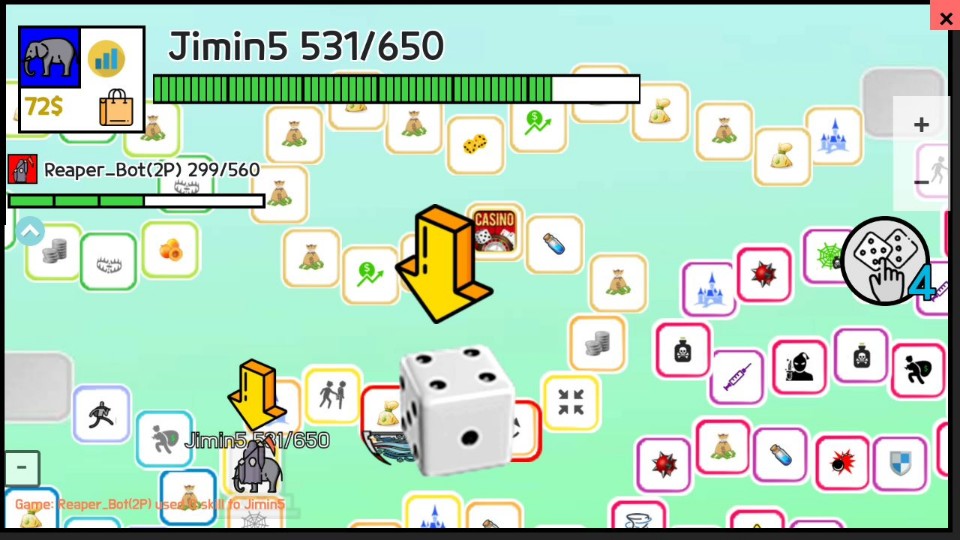 Jimin5 531/650
72$
Reaper_Bot(2P) 299/560
CASINO
4
Jimin5 531/650
Game: Reaper_Bot(2P) used skill to Jimin5